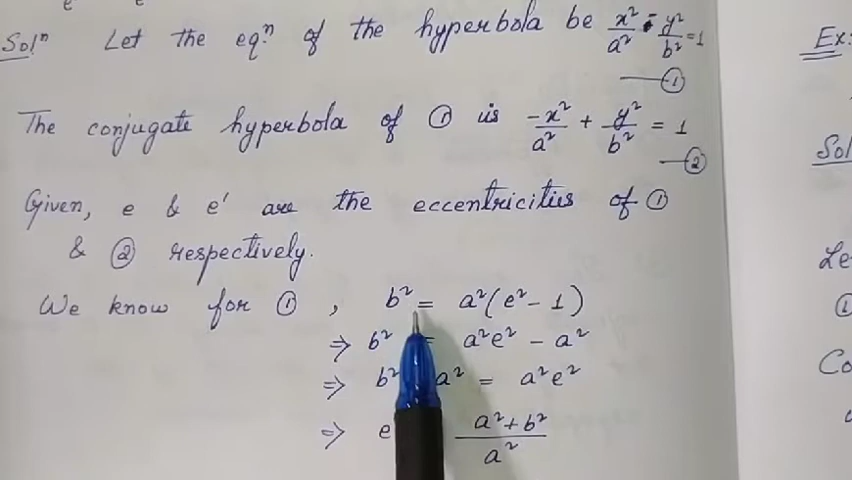 Solⁿ Let the eqⁿ. of the hyperbola be x²/a² - y²/b² = 1
—①
The conjugate hyperbola of ① is -x²/a² + y²/b² = 1
—②
Given, e & e' are the eccentricities of ①
& ② respectively.
We know for ①, b² = a²(e² - 1)
⇒ b² = a²e² - a²
⇒ b² a² = a²e²
⇒ e a²+b²/a²
Ex:
Sol
Le
①
Co